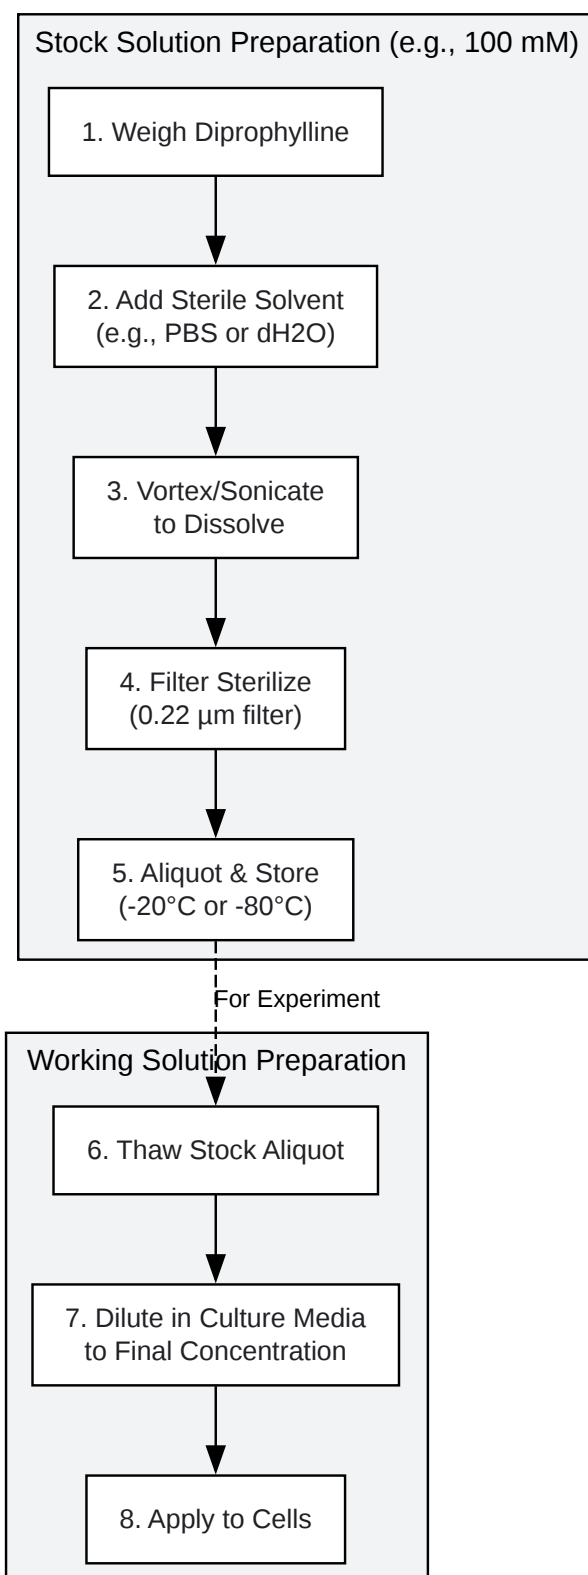 Stock Solution Preparation (e.g., 100 mM)
1. Weigh Diprophylline
2. Add Sterile Solvent
(e.g., PBS or dH2O)
3. Vortex/Sonicate
to Dissolve
4. Filter Sterilize
(0.22 µm filter)
5. Aliquot & Store
(-20°C or -80°C)
For Experiment
Working Solution Preparation
6. Thaw Stock Aliquot
7. Dilute in Culture Media
to Final Concentration
8. Apply to Cells